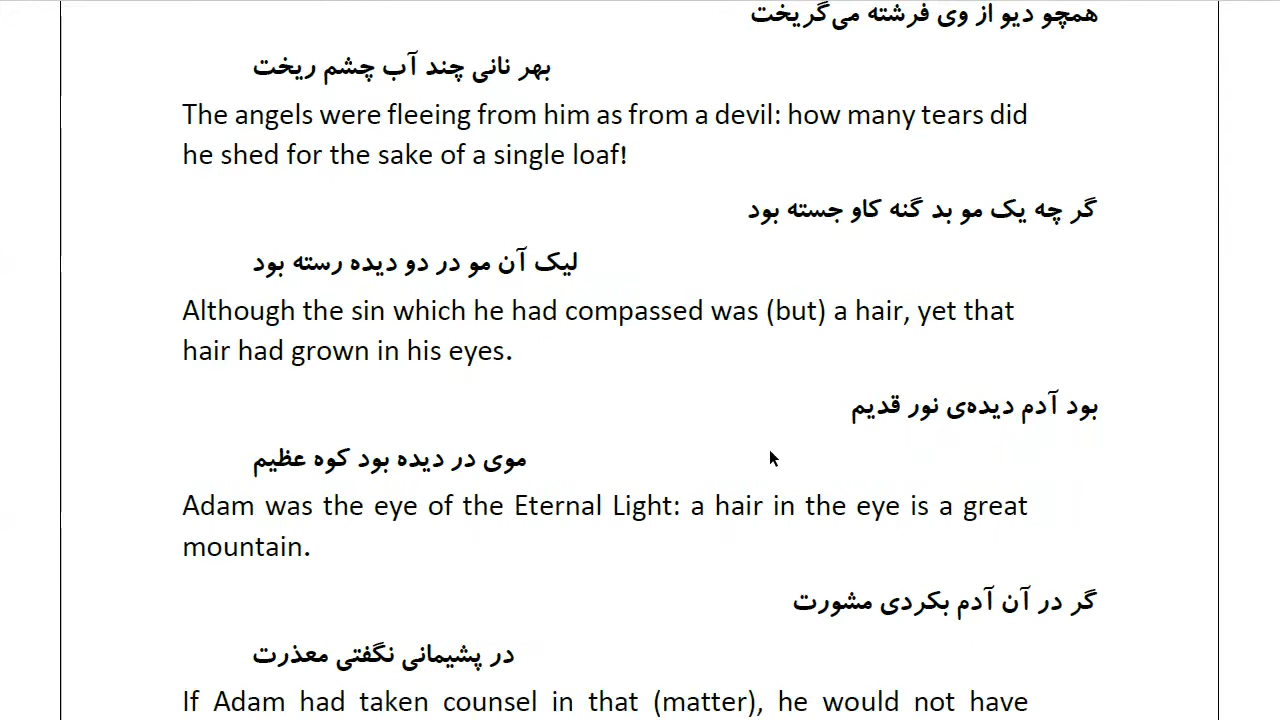 همچو دیو از وی فرشته می‌گریخت
بهر نانی چند آب چشم ریخت
The angels were fleeing from him as from a devil: how many tears did
he shed for the sake of a single loaf!
گر چه یک مو بد گنه کاو جسته بود
لیک آن مو در دو دیده رسته بود
Although the sin which he had compassed was (but) a hair, yet that
hair had grown in his eyes.
بود آدم دیده‌ی نور قدیم
موی در دیده بود کوه عظیم
Adam was the eye of the Eternal Light: a hair in the eye is a great
mountain.
گر در آن آدم بکردی مشورت
در پشیمانی نگفتی معذرت
If Adam had taken counsel in that (matter), he would not have